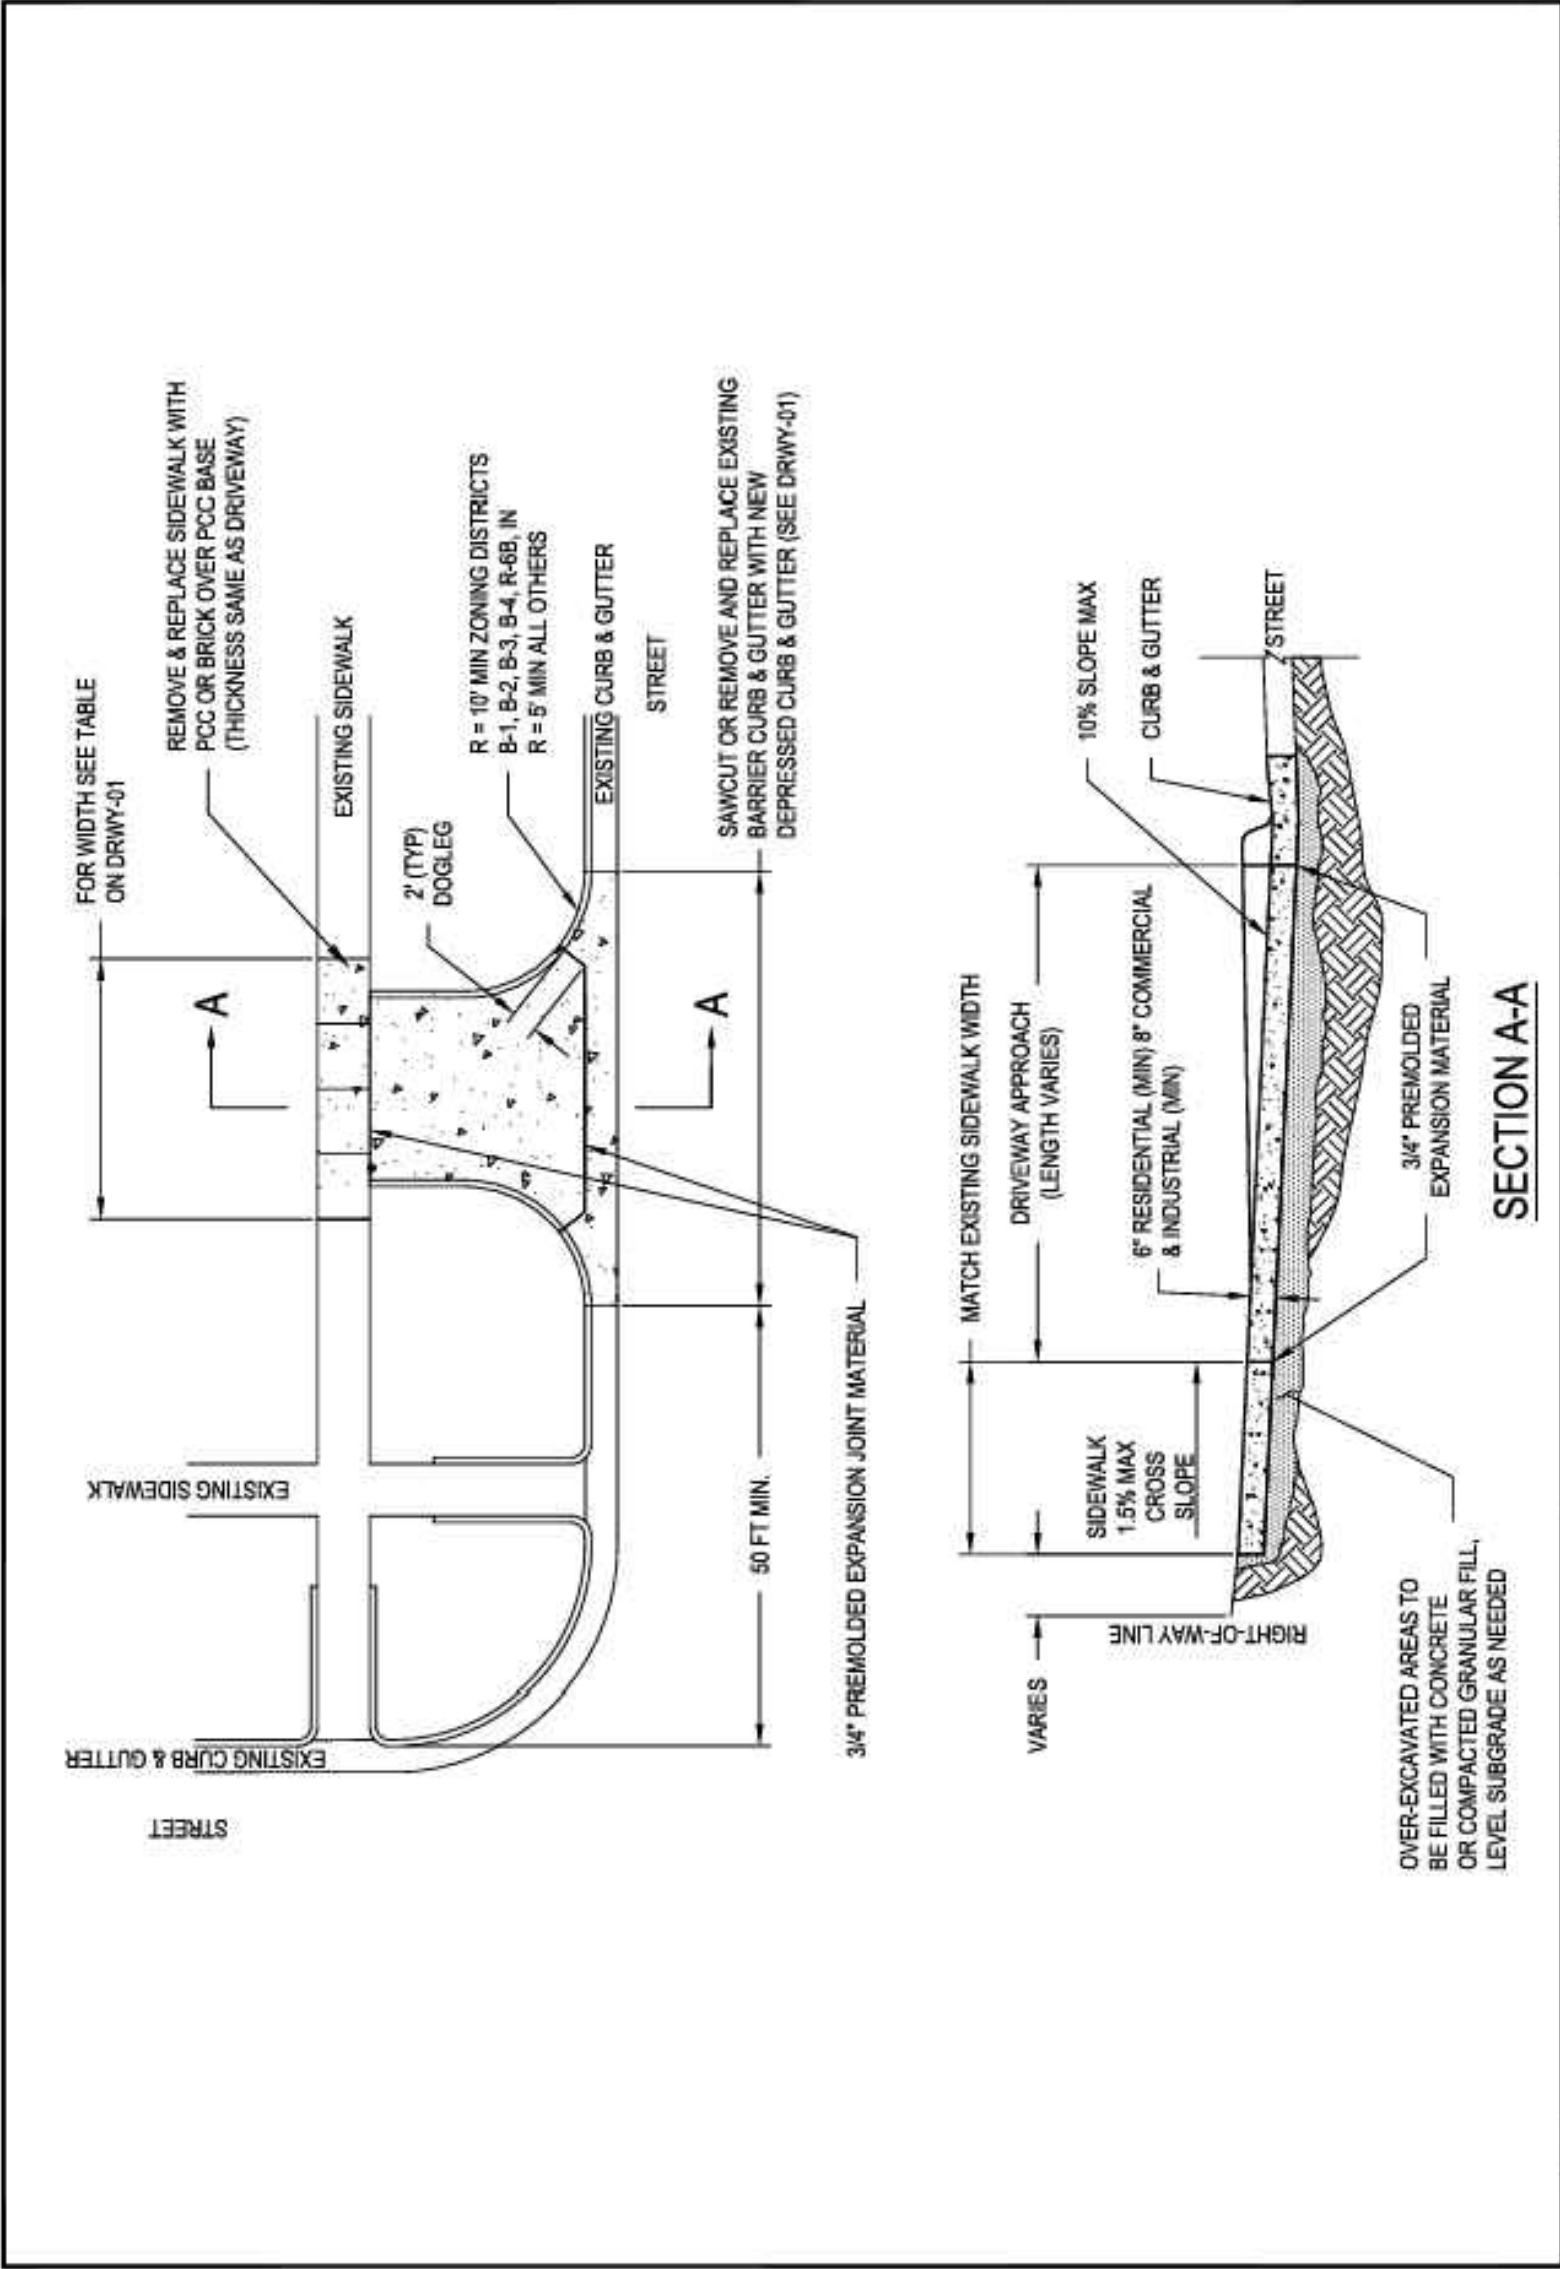 FOR WIDTH SEE TABLE
ON DRWY-01
REMOVE & REPLACE SIDEWALK WITH
PCC OR BRICK OVER PCC BASE
(THICKNESS SAME AS DRIVEWAY)
EXISTING SIDEWALK
A
2' (TYP)
DOGLEG
R = 10' MIN ZONING DISTRICTS
B-1, B-2, B-3, B-4, R-6B, IN
R = 5' MIN ALL OTHERS
EXISTING CURB & GUTTER
STREET
A
SAWCUT OR REMOVE AND REPLACE EXISTING
BARRIER CURB & GUTTER WITH NEW
DEPRESSED CURB & GUTTER (SEE DRWY-01)
EXISTING SIDEWALK
EXISTING CURB & GUTTER
STREET
50 FT MIN.
3/4" PREMOLDED EXPANSION JOINT MATERIAL
MATCH EXISTING SIDEWALK WIDTH
VARIES
DRIVEWAY APPROACH
(LENGTH VARIES)
10% SLOPE MAX
SIDEWALK
1.5% MAX
CROSS
SLOPE
6" RESIDENTIAL (MIN) 8" COMMERCIAL
& INDUSTRIAL (MIN)
CURB & GUTTER
RIGHT-OF-WAY LINE
STREET
OVER-EXCAVATED AREAS TO
BE FILLED WITH CONCRETE
OR COMPACTED GRANULAR FILL,
LEVEL SUBGRADE AS NEEDED
3/4" PREMOLDED
EXPANSION MATERIAL
SECTION A-A